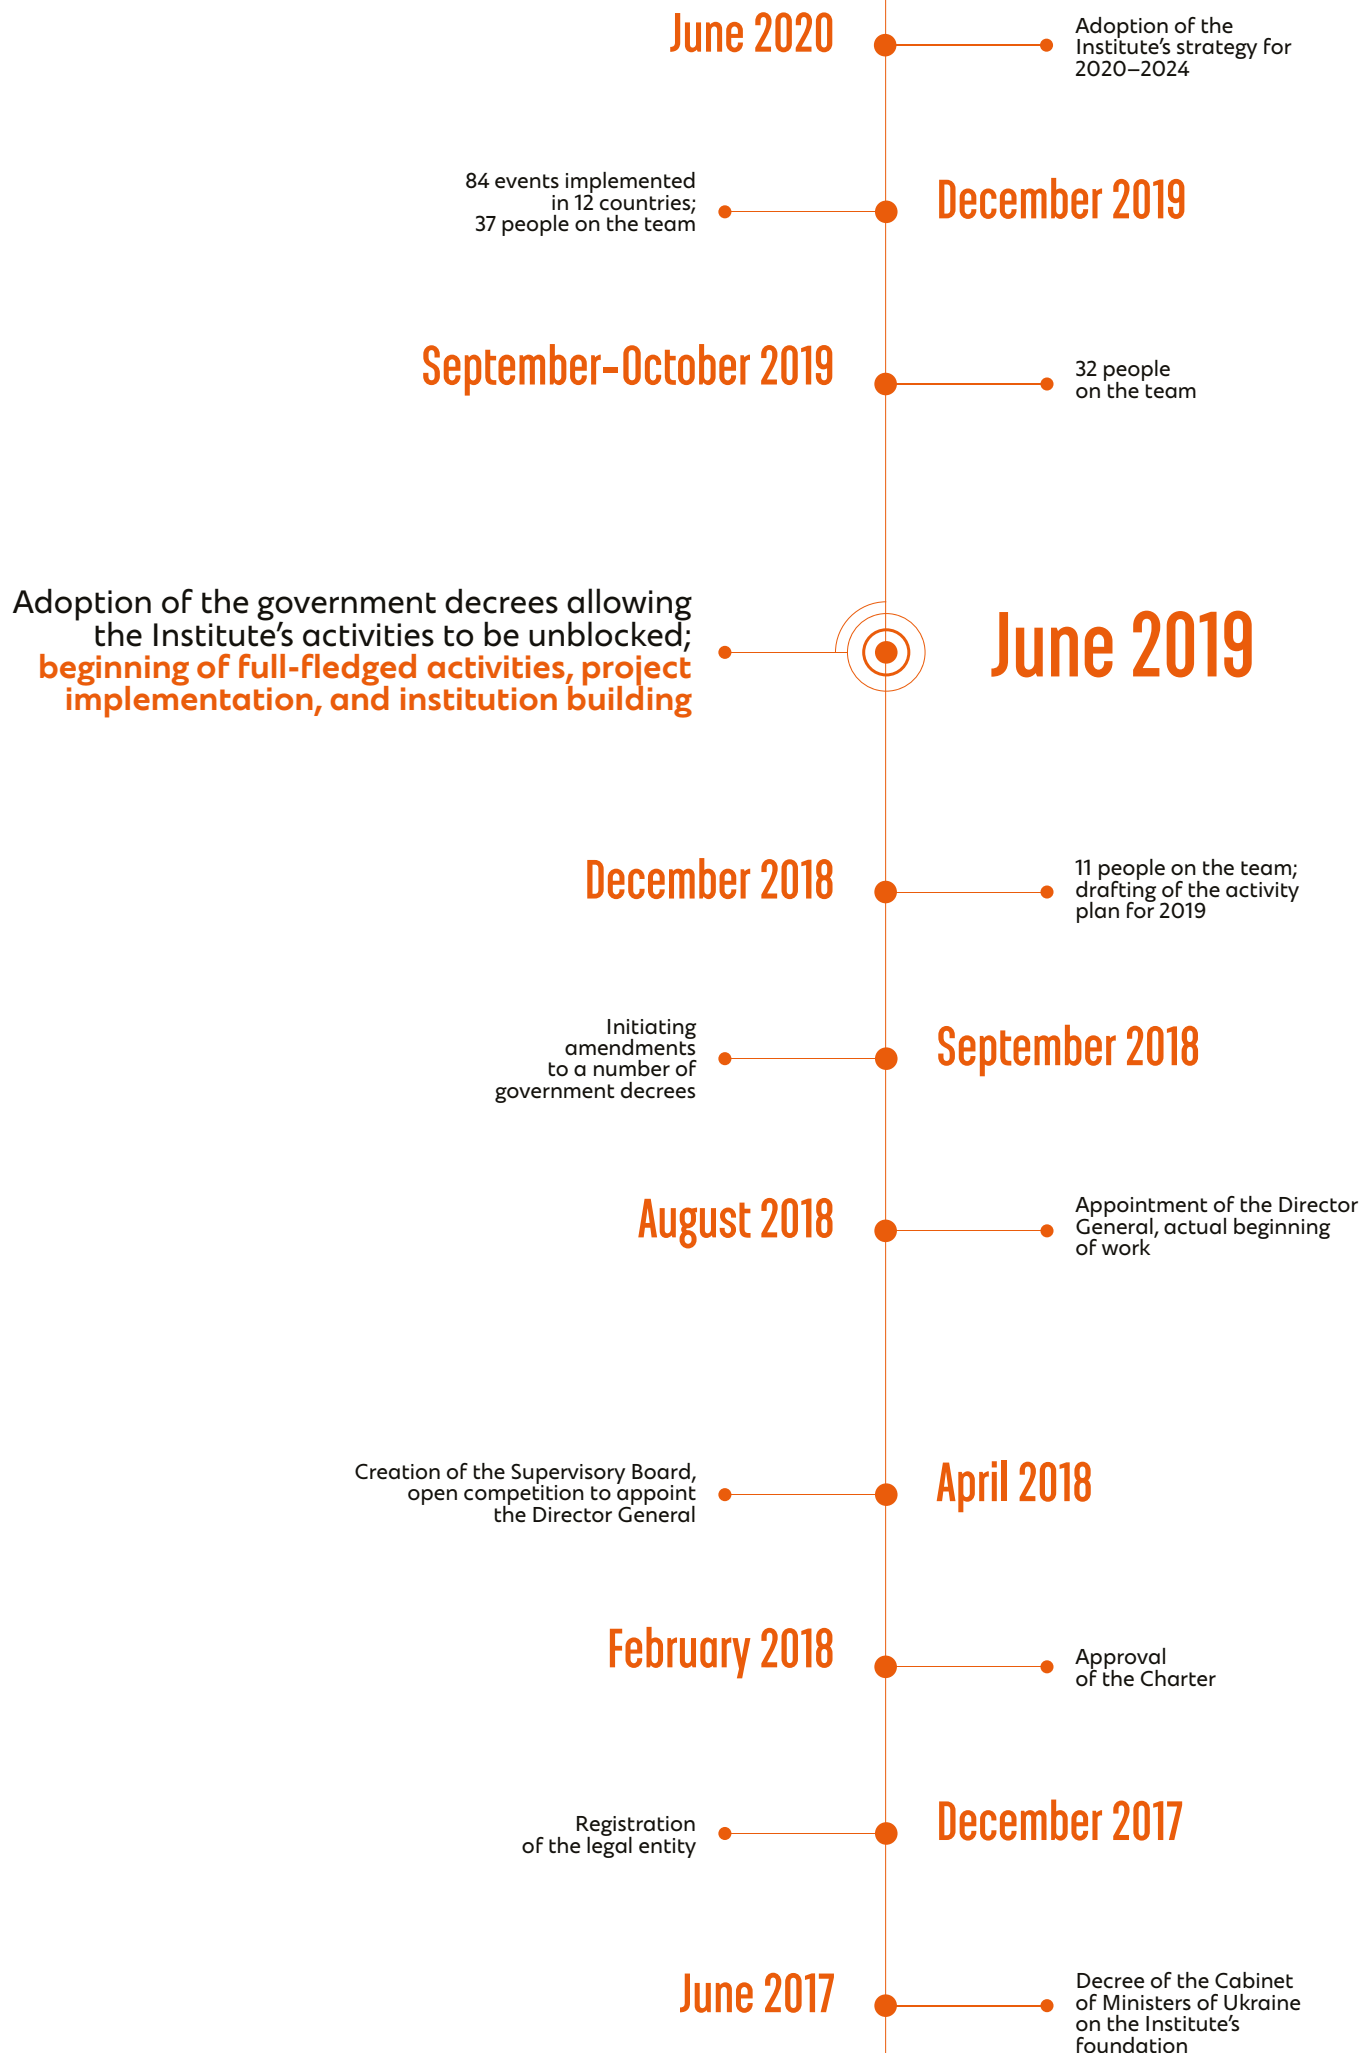 June 2020
Adoption of the
Institute’s strategy for
2020–2024
84 events implemented
in 12 countries;
37 people on the team
December 2019
September-October 2019
32 people
on the team
Adoption of the government decrees allowing
the Institute’s activities to be unblocked;
beginning of full-fledged activities, project
implementation, and institution building
June 2019
December 2018
11 people on the team;
drafting of the activity
plan for 2019
Initiating
amendments
to a number of
government decrees
September 2018
August 2018
Appointment of the Director
General, actual beginning
of work
Creation of the Supervisory Board,
open competition to appoint
the Director General
April 2018
February 2018
Approval
of the Charter
Registration
of the legal entity
December 2017
June 2017
Decree of the Cabinet
of Ministers of Ukraine
on the Institute’s
foundation